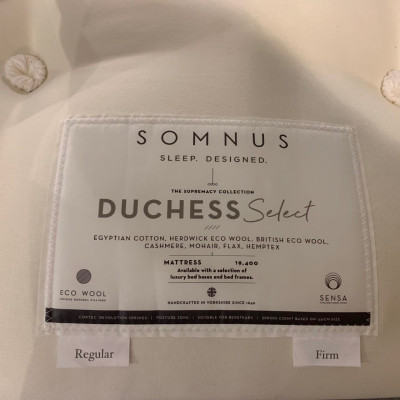 SOMNUS
SLEEP. DESIGNED.
THE SUPREMACY COLLECTION
DUCHESS Select
EGYPTIAN COTTON, HERDWICK ECO WOOL, BRITISH ECO WOOL,
CASHMERE, MOHAIR, FLAX, HEMPTEX
MATTRESS 19,400
Available with a selection of
luxury bed bases and bed frames.
ECO WOOL
HANDCRAFTED IN YORKSHIRE SINCE 1840
SENSA
Regular
Firm